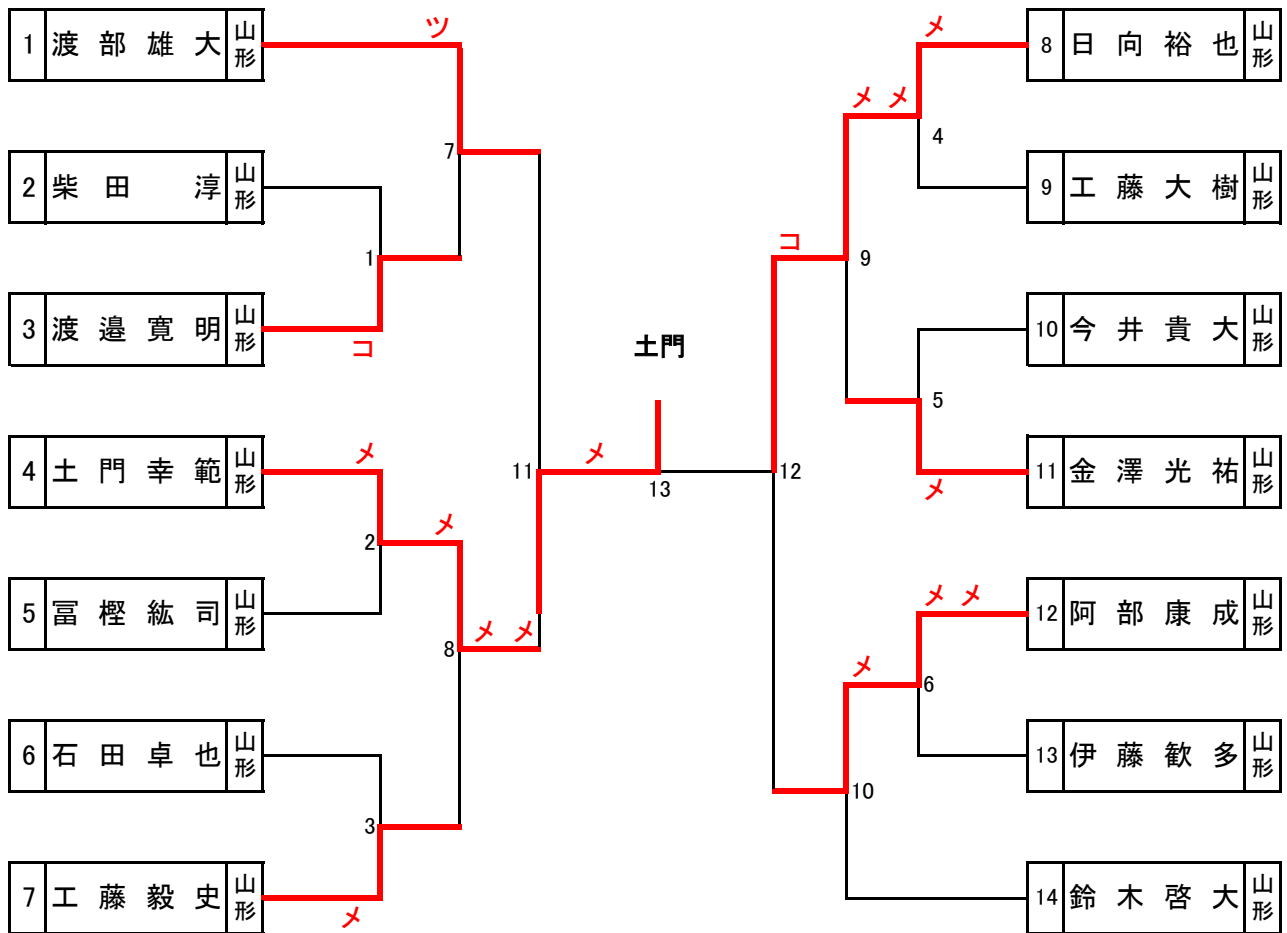 1 渡部雄大 山形
ツ
7
2 柴田 淳 山形
1
3 渡邉寛明 山形
コ
4 土門幸範 山形
メ
2
メ
5 冨樫紘司 山形
8
メ メ
6 石田卓也 山形
3
7 工藤毅史 山形
メ
11
メ
土門
13
12
コ
メ
8 日向裕也 山形
メ メ
4
9 工藤大樹 山形
9
10 今井貴大 山形
5
11 金澤光祐 山形
メ
メ メ
12 阿部康成 山形
メ
6
13 伊藤歓多 山形
10
14 鈴木啓大 山形